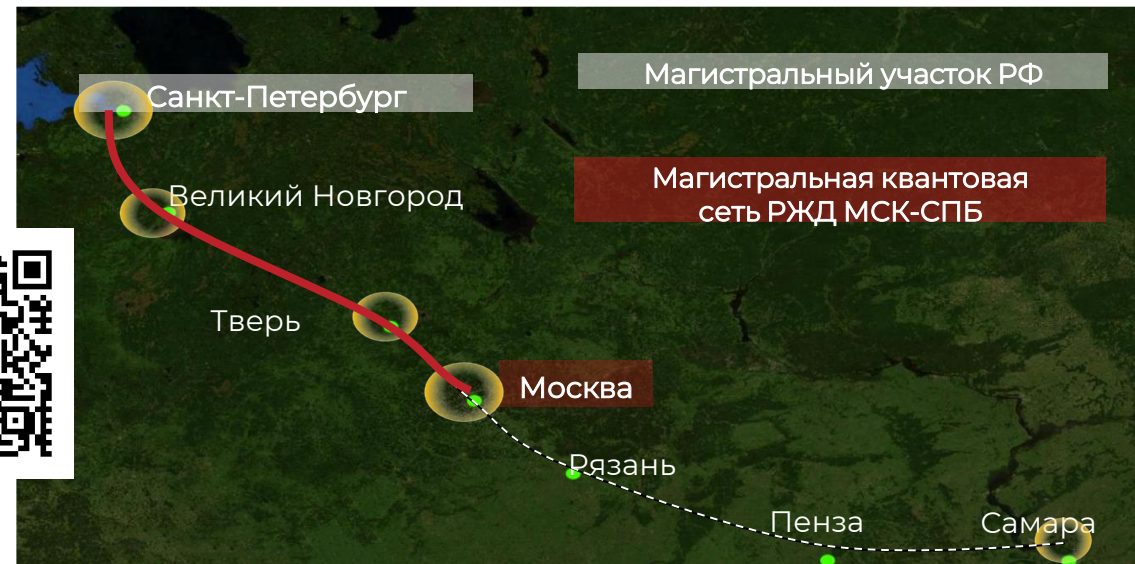 Магистральный участок РФ
Санкт-Петербург
Магистральная квантовая
сеть РЖД МСК-СПБ
Великий Новгород
Тверь
Москва
Рязань
Пенза
Самара